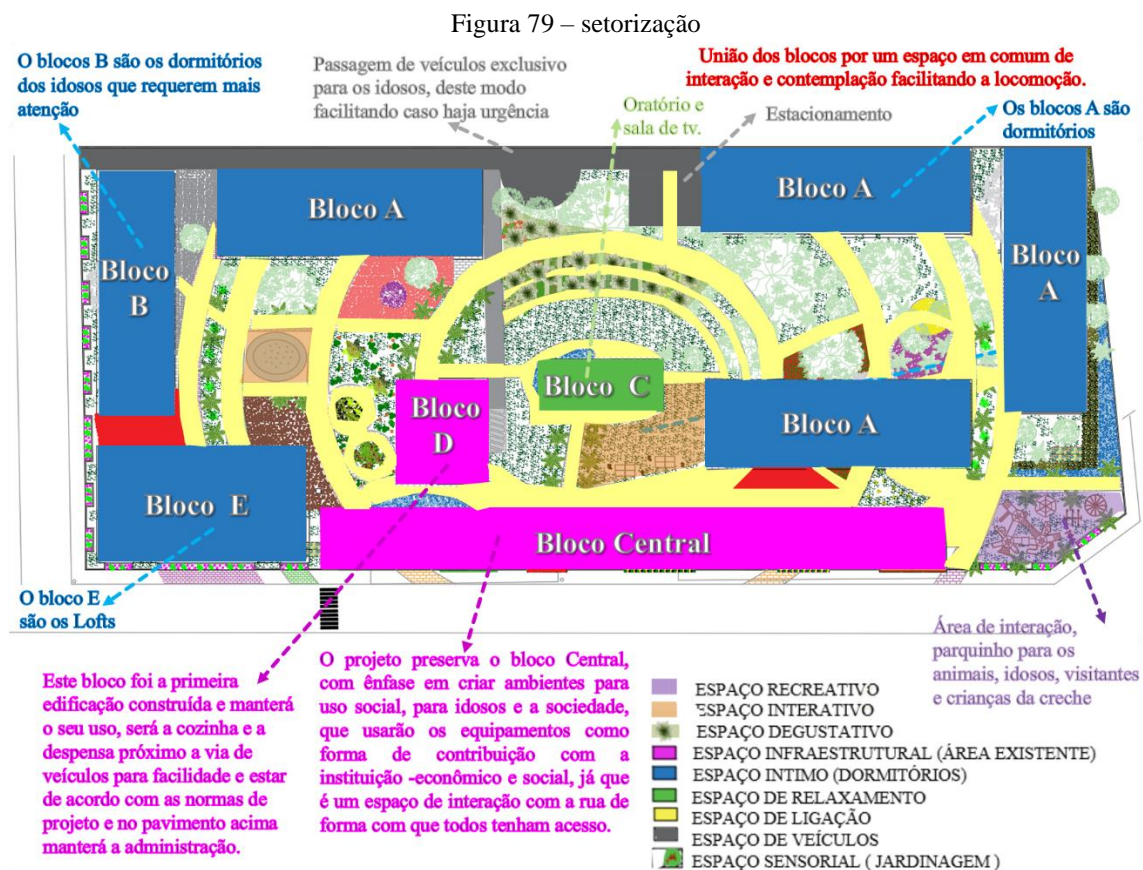 Figura 79 – setorização
O blocos B são os dormitórios
dos idosos que requerem mais
atenção
Passagem de veículos exclusivo
para os idosos, deste modo
facilitando caso haja urgência
Oratório e
sala de tv.
União dos blocos por um espaço em comum de
interação e contemplação facilitando a locomoção.
Estacionamento
Os blocos A são
dormitórios
Bloco A
Bloco A
Bloco
B
Bloco
A
Bloco C
Bloco
D
Bloco A
Bloco E
Bloco Central
O bloco E
são os Lofts
Este bloco foi a primeira
edificação construída e manterá
o seu uso, será a cozinha e a
despensa próximo a via de
veículos para facilidade e estar
de acordo com as normas de
projeto e no pavimento acima
manterá a administração.
O projeto preserva o bloco Central,
com ênfase em criar ambientes para
uso social, para idosos e a sociedade,
que usarão os equipamentos como
forma de contribuição com a
instituição -econômico e social, já que
é um espaço de interação com a rua de
forma com que todos tenham acesso.
Área de interação,
parquinho para os
animais, idosos, visitantes
e crianças da creche
ESPAÇO RECREATIVO
ESPAÇO INTERATIVO
ESPAÇO DEGUSTATIVO
ESPAÇO INFRAESTRUTURAL (ÁREA EXISTENTE)
ESPAÇO INTIMO (DORMITÓRIOS)
ESPAÇO DE RELAXAMENTO
ESPAÇO DE LIGAÇÃO
ESPAÇO DE VEÍCULOS
ESPAÇO SENSORIAL ( JARDINAGEM )